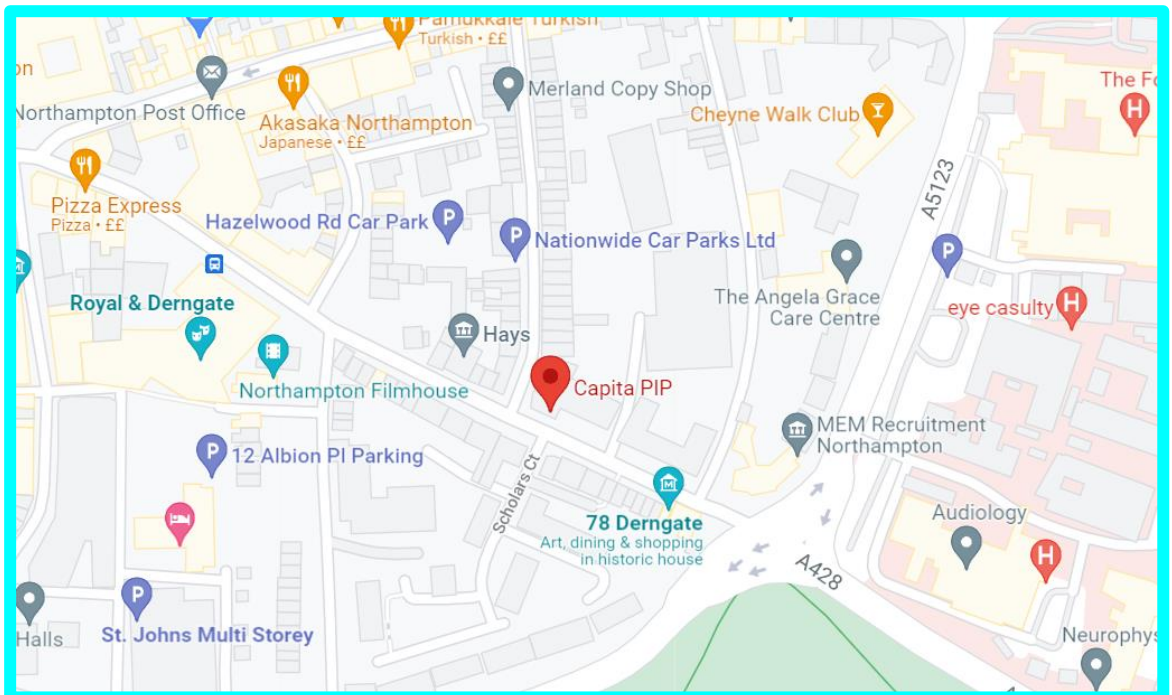 Pamukkale Turkish
Turkish • ££
on
Northampton Post Office
Akasaka Northampton
Japanese • ££
Merland Copy Shop
Cheyne Walk Club
The Fo
H
Pizza Express
Pizza • ££
Hazelwood Rd Car Park
P
P
Nationwide Car Parks Ltd
A5123
P
Royal & Derngate
The Angela Grace
Care Centre
eye casulty
H
Hays
Northampton Filmhouse
Capita PIP
MEM Recruitment
Northampton
P
12 Albion Pl Parking
Scholars Ct
M
78 Derngate
Art, dining & shopping
in historic house
Audiology
H
A428
P
St. Johns Multi Storey
Halls
Neurophys